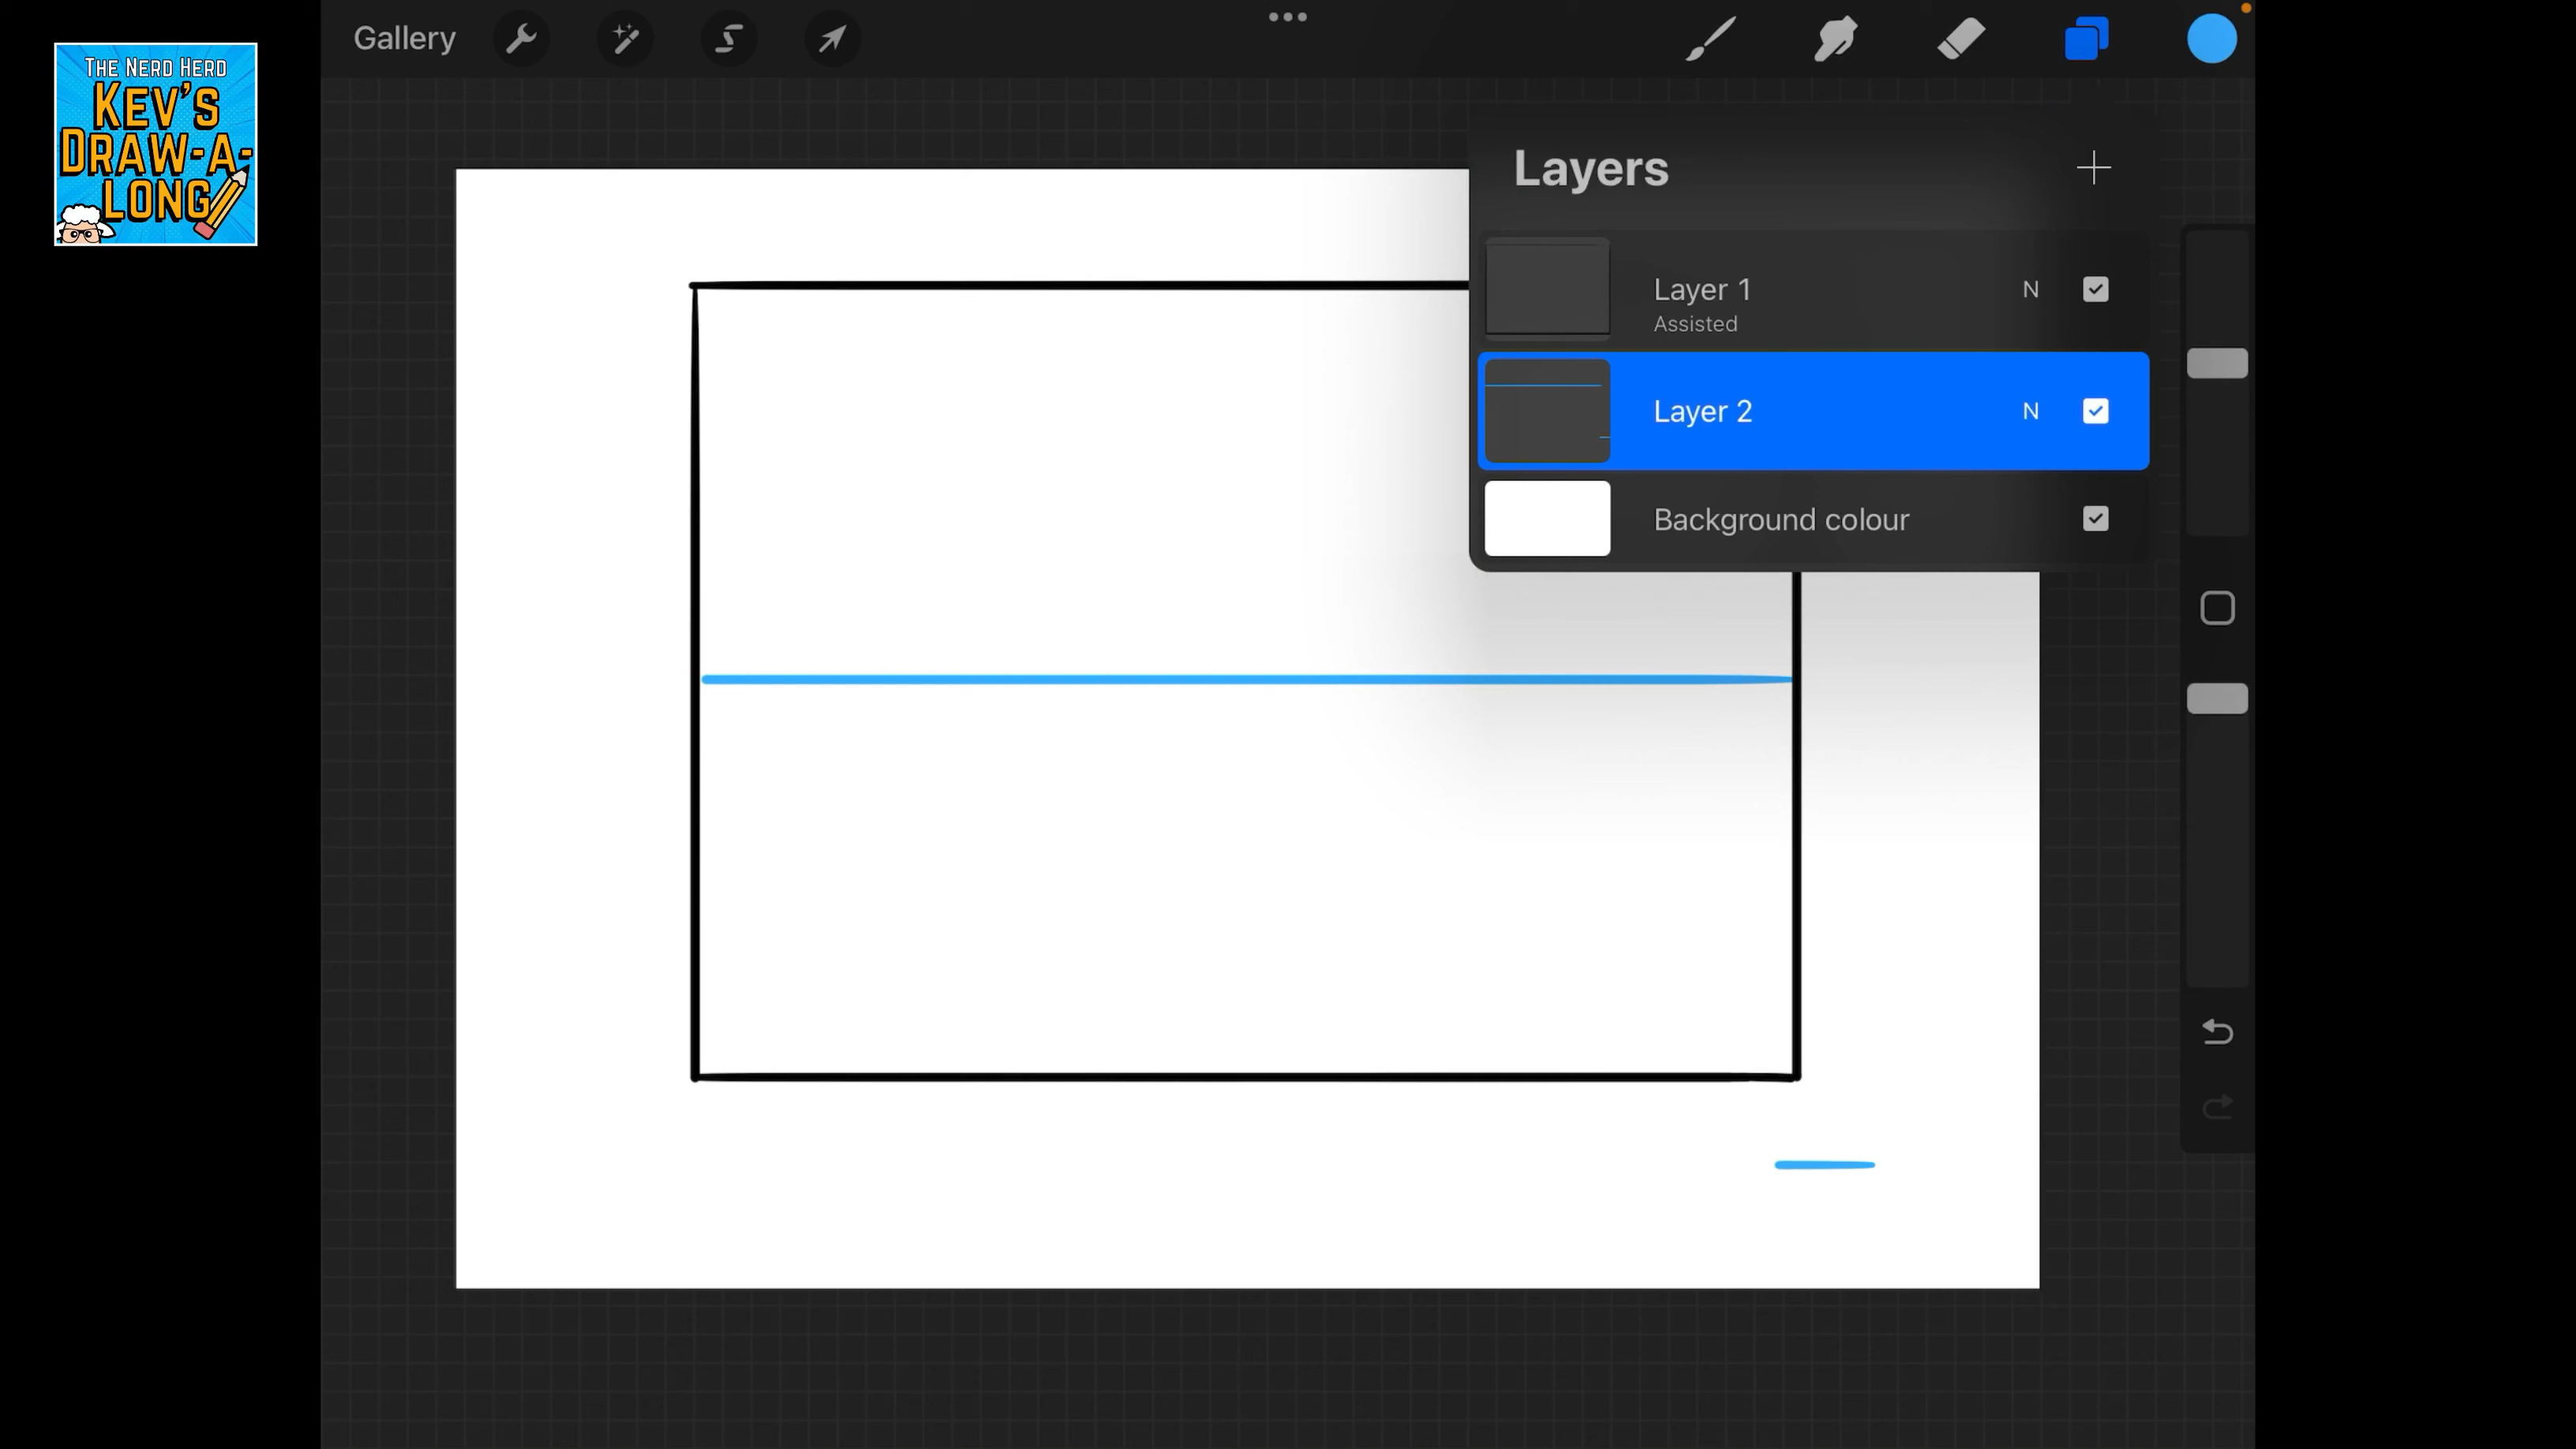 THE NERD HERD
KEV'S
DRAW-A-
LONG
Gallery
Layers
Layer 1
N
Assisted
Layer 2
N
Background colour